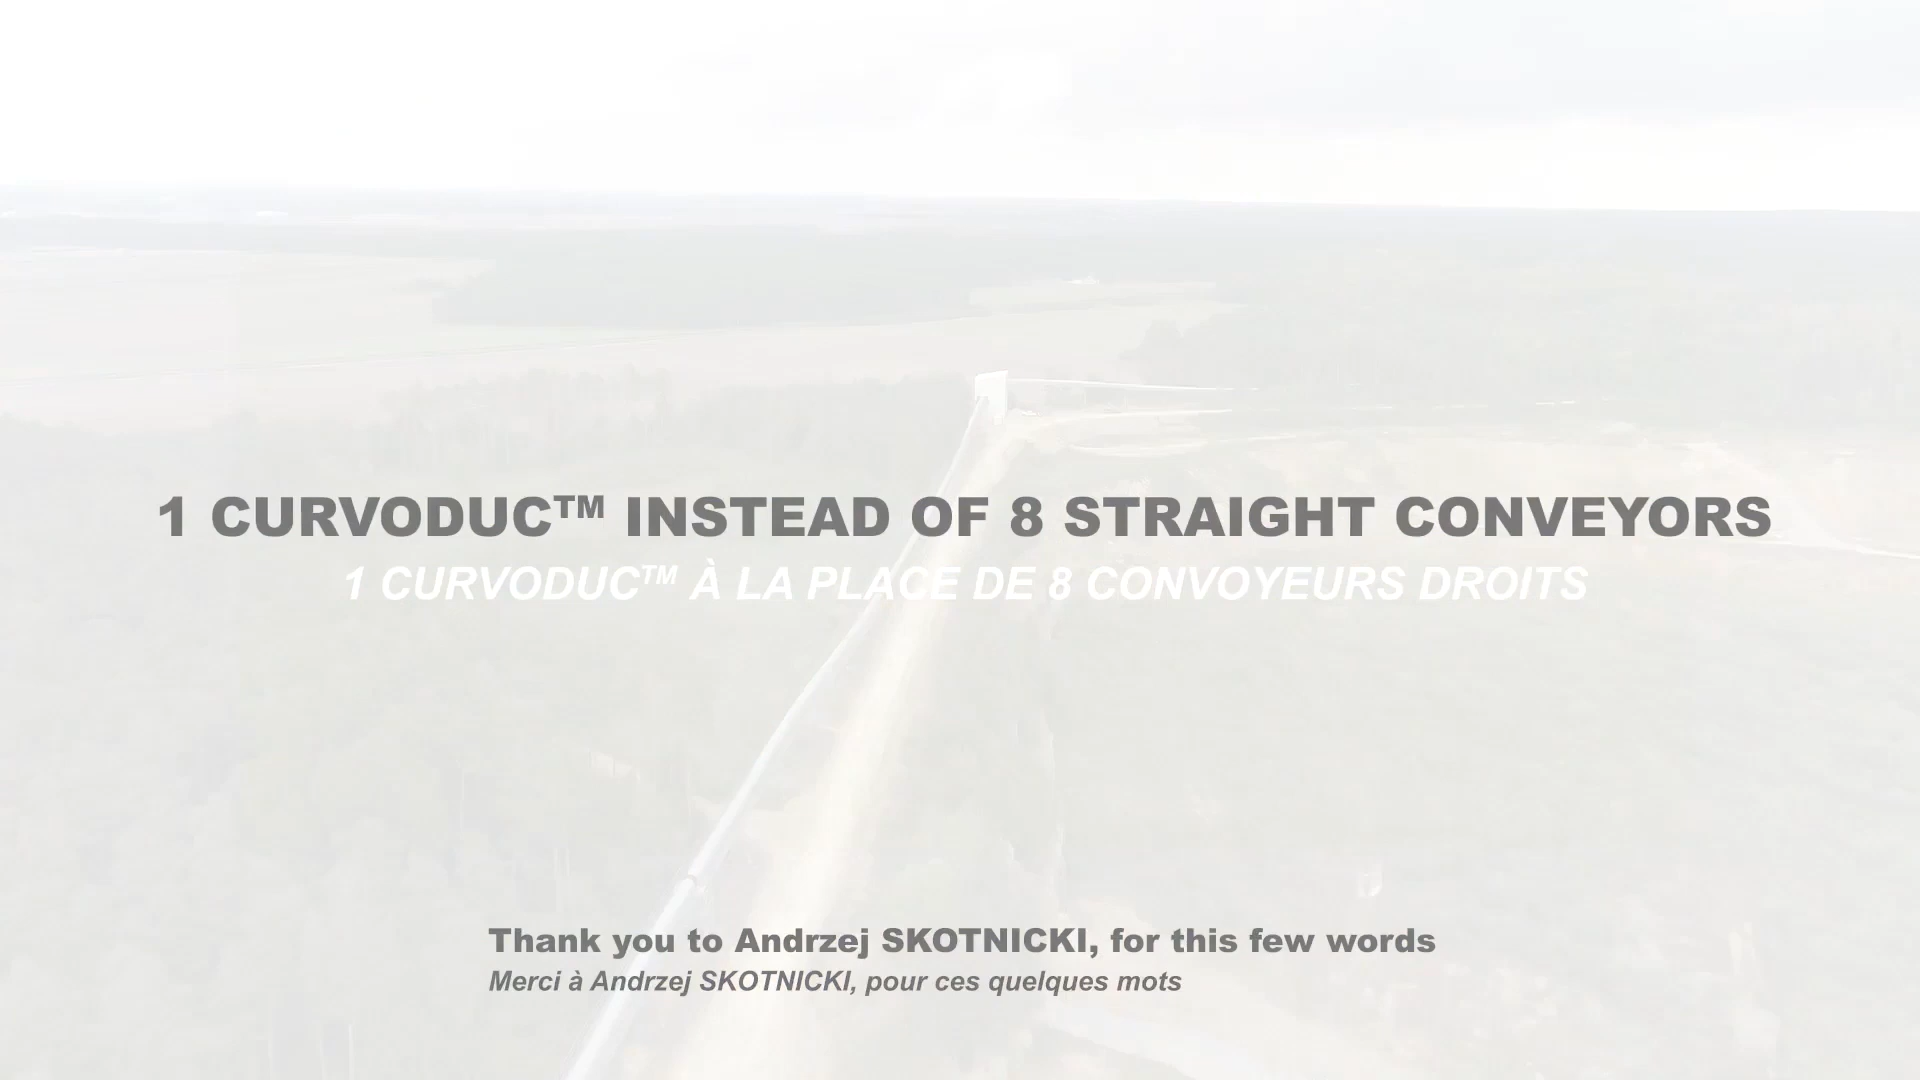 1 CURVODUC™ INSTEAD OF 8 STRAIGHT CONVEYORS
1 CURVODUC™ À LA PLACE DE 8 CONVOYEURS DROITS
Thank you to Andrzej SKOTNICKI, for this few words
Merci à Andrzej SKOTNICKI, pour ces quelques mots